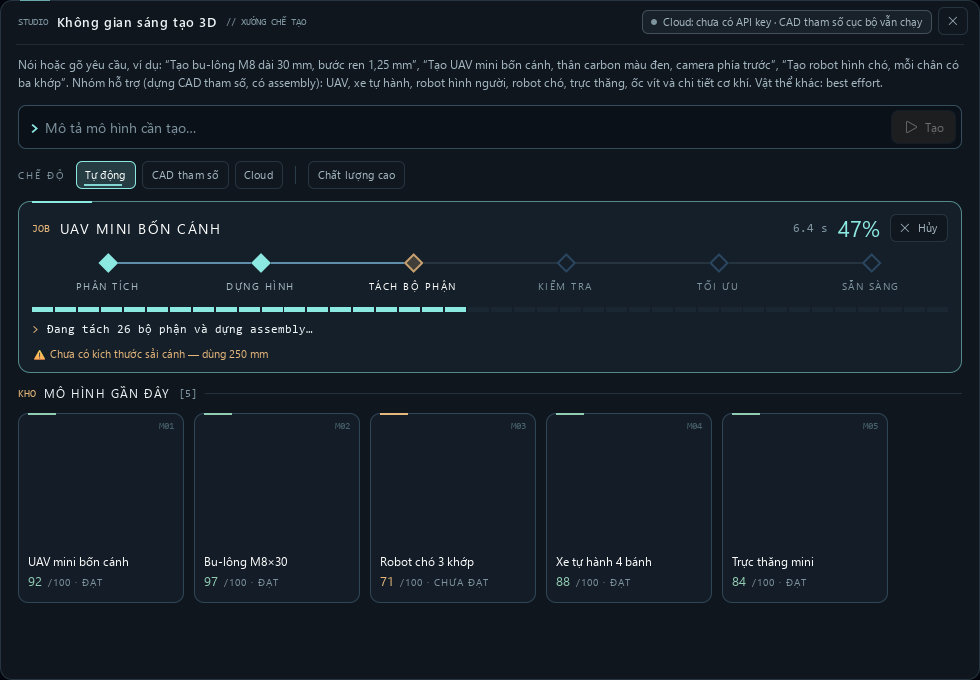 STUDIO Không gian sáng tạo 3D // XƯỞNG CHẾ TẠO
Cloud: chưa có API key · CAD tham số cục bộ vẫn chạy
Nói hoặc gõ yêu cầu, ví dụ: “Tạo bu-lông M8 dài 30 mm, bước ren 1,25 mm”, “Tạo UAV mini bốn cánh, thân carbon màu đen, camera phía trước”, “Tạo robot hình chó, mỗi chân có
ba khớp”. Nhóm hỗ trợ (dựng CAD tham số, có assembly): UAV, xe tự hành, robot hình người, robot chó, trực thăng, ốc vít và chi tiết cơ khí. Vật thể khác: best effort.
Mô tả mô hình cần tạo…
Tạo
CHẾ ĐỘ Tự động CAD tham số Cloud Chất lượng cao
JOB UAV MINI BỐN CÁNH 6.4 s 47% Hủy
PHÂN TÍCH DỰNG HÌNH TÁCH BỘ PHẬN KIỂM TRA TỐI ƯU SẴN SÀNG
> Đang tách 26 bộ phận và dựng assembly…
Chưa có kích thước sải cánh — dùng 250 mm
KHO MÔ HÌNH GẦN ĐÂY [5]
M01 M02 M03 M04 M05
UAV mini bốn cánh Bu-lông M8×30 Robot chó 3 khớp Xe tự hành 4 bánh Trực thăng mini
92 /100 · ĐẠT 97 /100 · ĐẠT 71 /100 · CHƯA ĐẠT 88 /100 · ĐẠT 84 /100 · ĐẠT